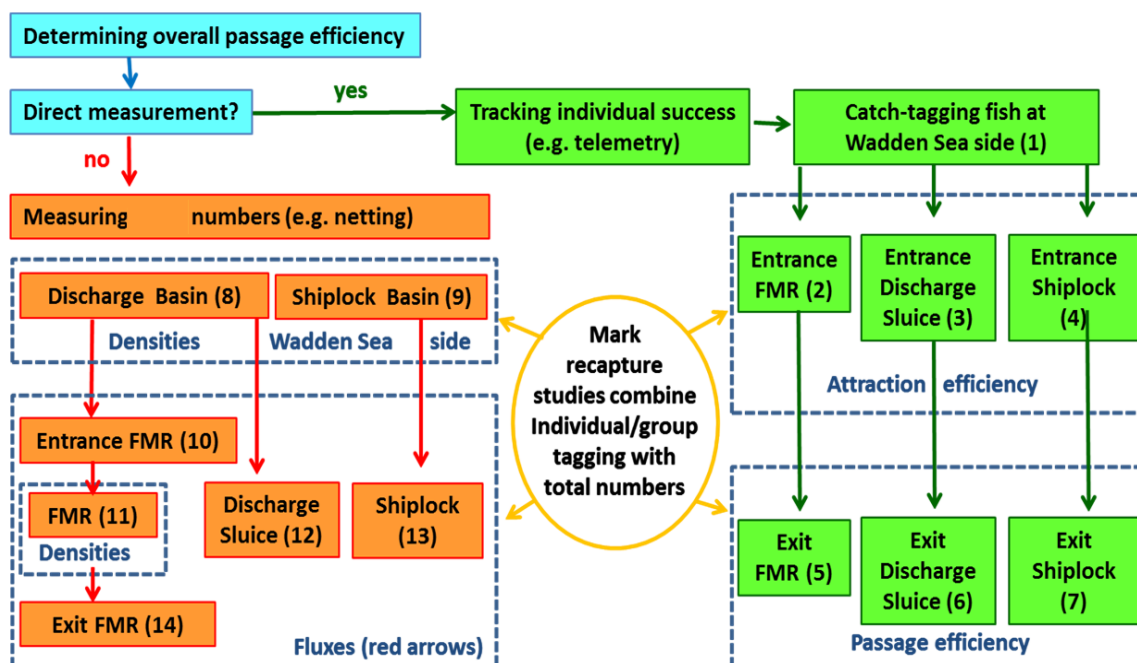 Determining overall passage efficiency
Direct measurement?
yes
no
Tracking individual success
(e.g. telemetry)
Catch-tagging fish at
Wadden Sea side (1)
Measuring numbers (e.g. netting)
Discharge Basin (8)
Shiplock Basin (9)
Densities Wadden Sea side
Entrance FMR (10)
FMR (11)
Densities
Exit FMR (14)
Discharge
Sluice (12)
Shiplock
(13)
Fluxes (red arrows)
Mark
recapture
studies combine
Individual/group
tagging with
total numbers
Entrance
FMR (2)
Entrance
Discharge
Sluice (3)
Entrance
Shiplock
(4)
Attraction efficiency
Exit
FMR (5)
Exit
Discharge
Sluice (6)
Exit
Shiplock
(7)
Passage efficiency